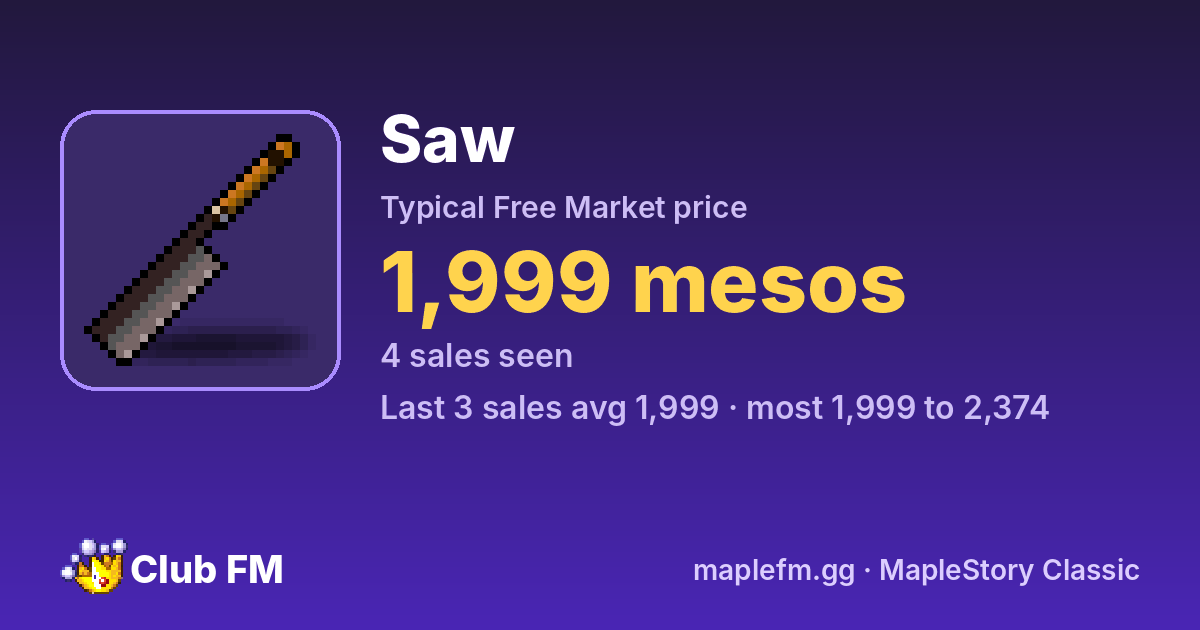 Saw
Typical Free Market price
1,999 mesos
4 sales seen
Last 3 sales avg 1,999 · most 1,999 to 2,374
Club FM
maplefm.gg · MapleStory Classic